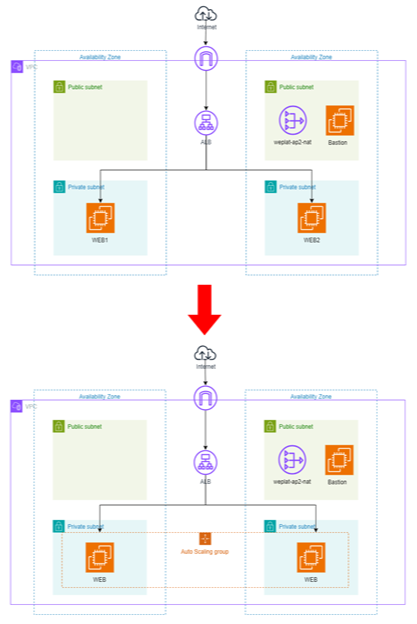 Internet
Availability Zone
Availability Zone
VPC
Public subnet
Public subnet
ALB
weplat-ap2-nat
Bastion
Private subnet
Private subnet
WEB1
WEB2
Internet
Availability Zone
Availability Zone
VPC
Public subnet
Public subnet
ALB
weplat-ap2-nat
Bastion
Private subnet
Private subnet
Auto Scaling group
WEB
WEB